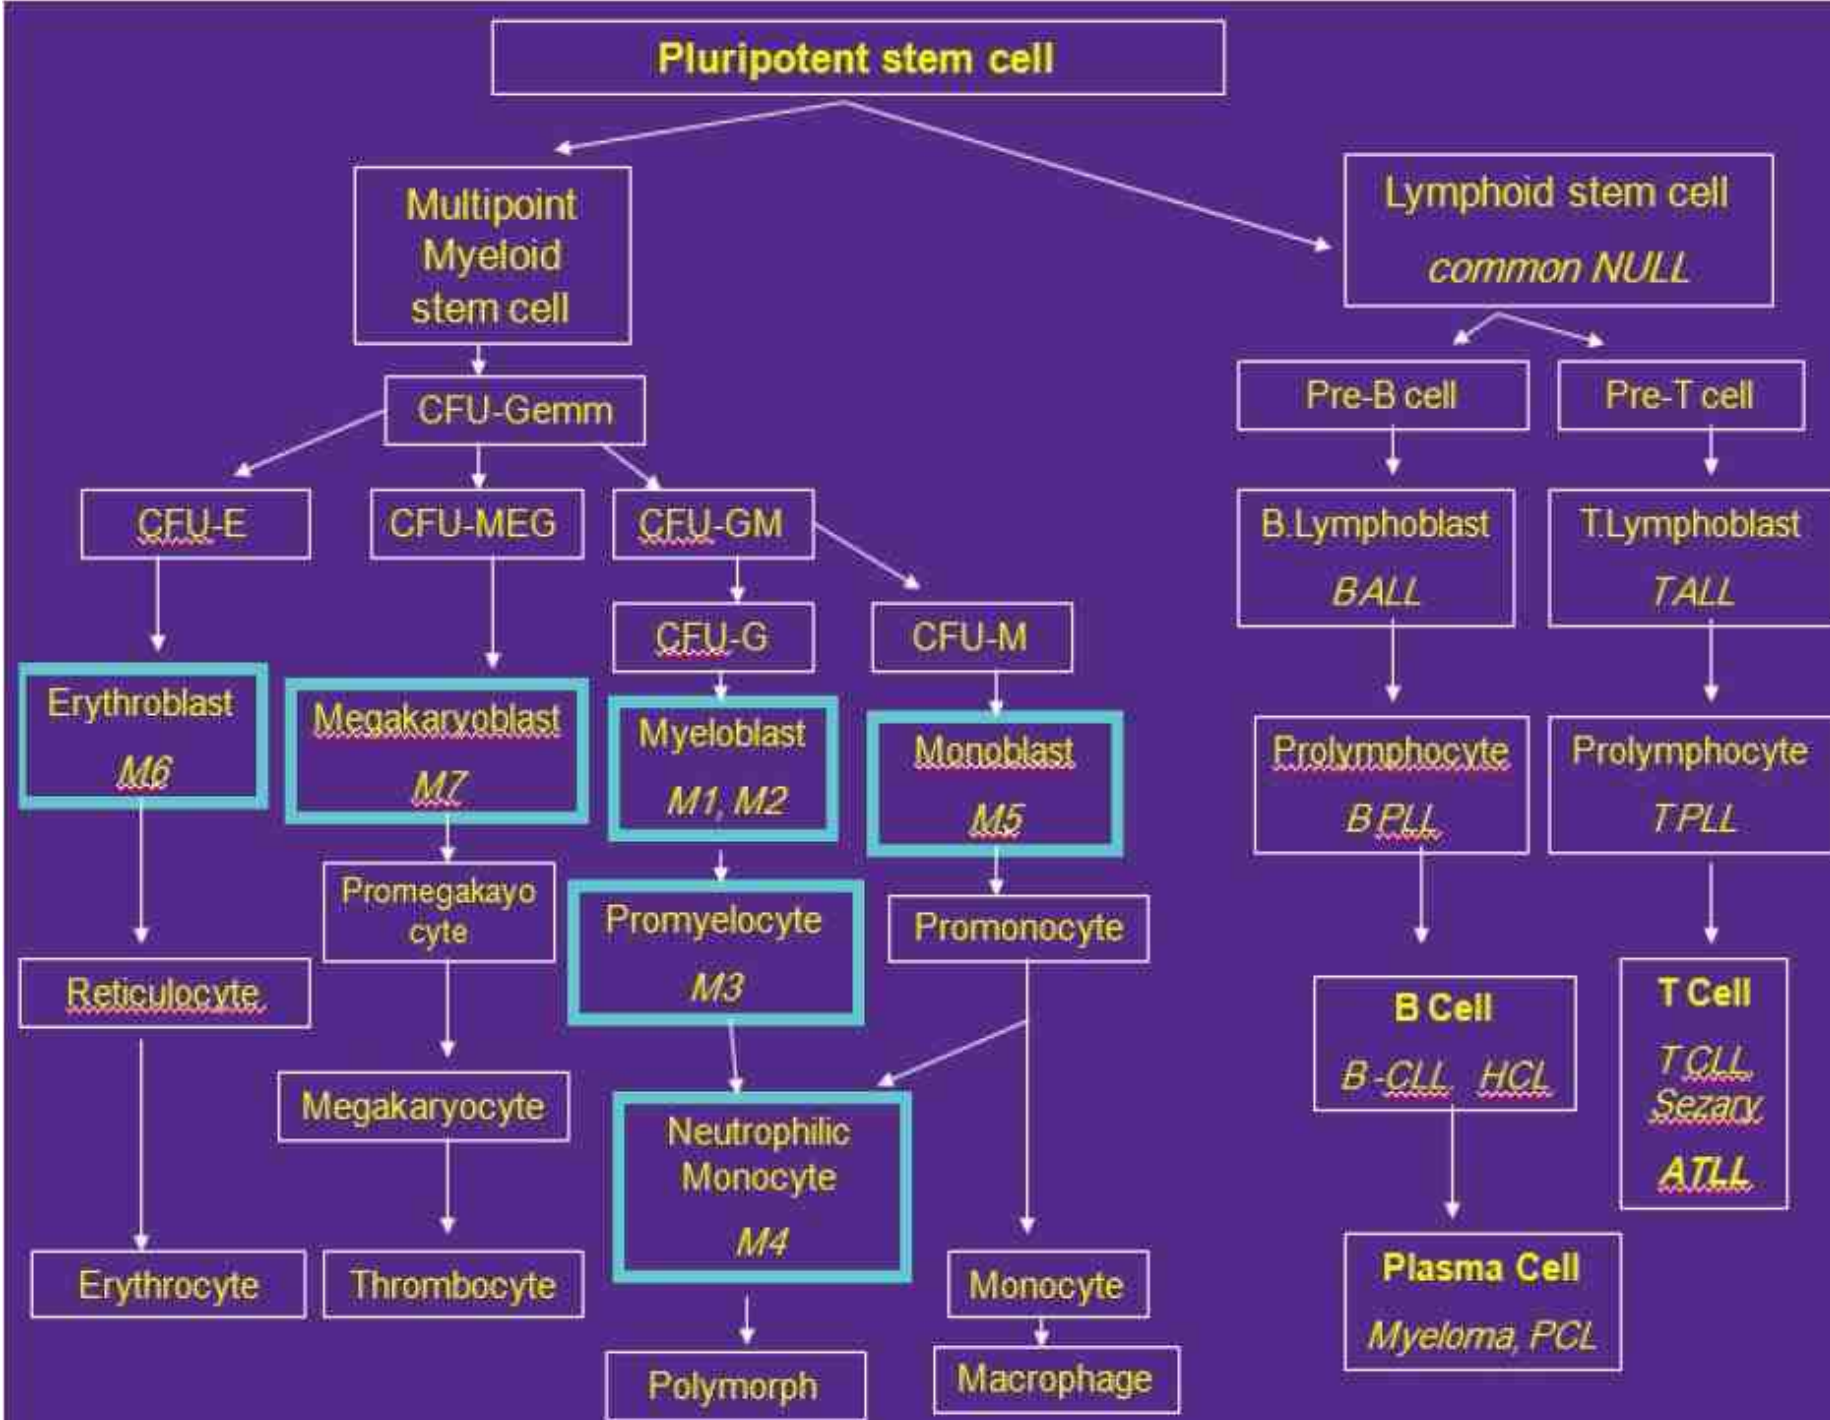 Pluripotent stem cell
Multipoint
Myeloid
stem cell
Lymphoid stem cell
common NULL
CFU-Gemm
Pre-B cell
Pre-T cell
CFU-E
CFU-MEG
CFU-GM
B.Lymphoblast
BALL
T.Lymphoblast
TALL
CFU-G
CFU-M
Erythroblast
M6
Megakaryoblast
M7
Myeloblast
M1, M2
Monoblast
M5
Prolymphocyte
B PLL
Prolymphocyte
TPLL
Promegakayo
cyte
Promyelocyte
M3
Promonocyte
Reticulocyte
B Cell
B -CLL HCL
T Cell
T CLL
Sezary
ATLL
Megakaryocyte
Neutrophilic
Monocyte
M4
Erythrocyte
Thrombocyte
Monocyte
Plasma Cell
Myeloma, PCL
Polymorph
Macrophage